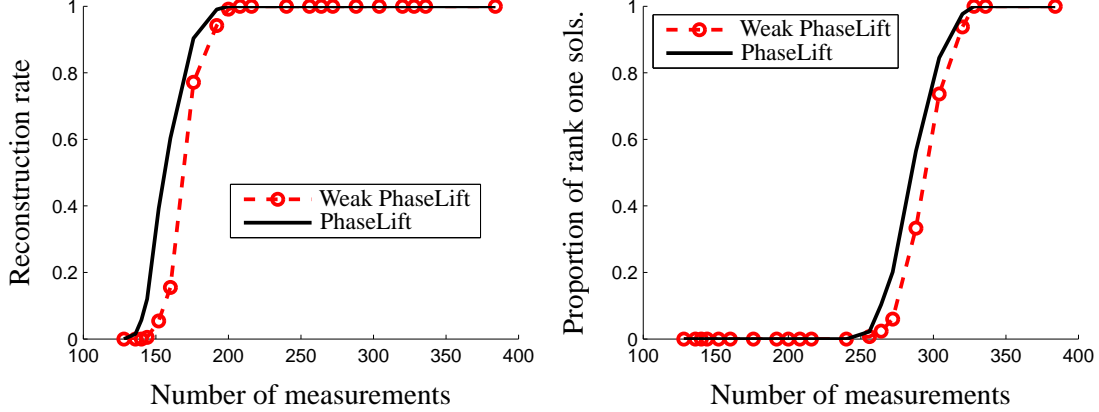 Reconstruction rate
1
0.8
0.6
0.4
0.2
0
Weak PhaseLift
PhaseLift
100 150 200 250 300 350 400
Number of measurements
Proportion of rank one sols.
1
0.8
0.6
0.4
0.2
0
Weak PhaseLift
PhaseLift
100 150 200 250 300 350 400
Number of measurements